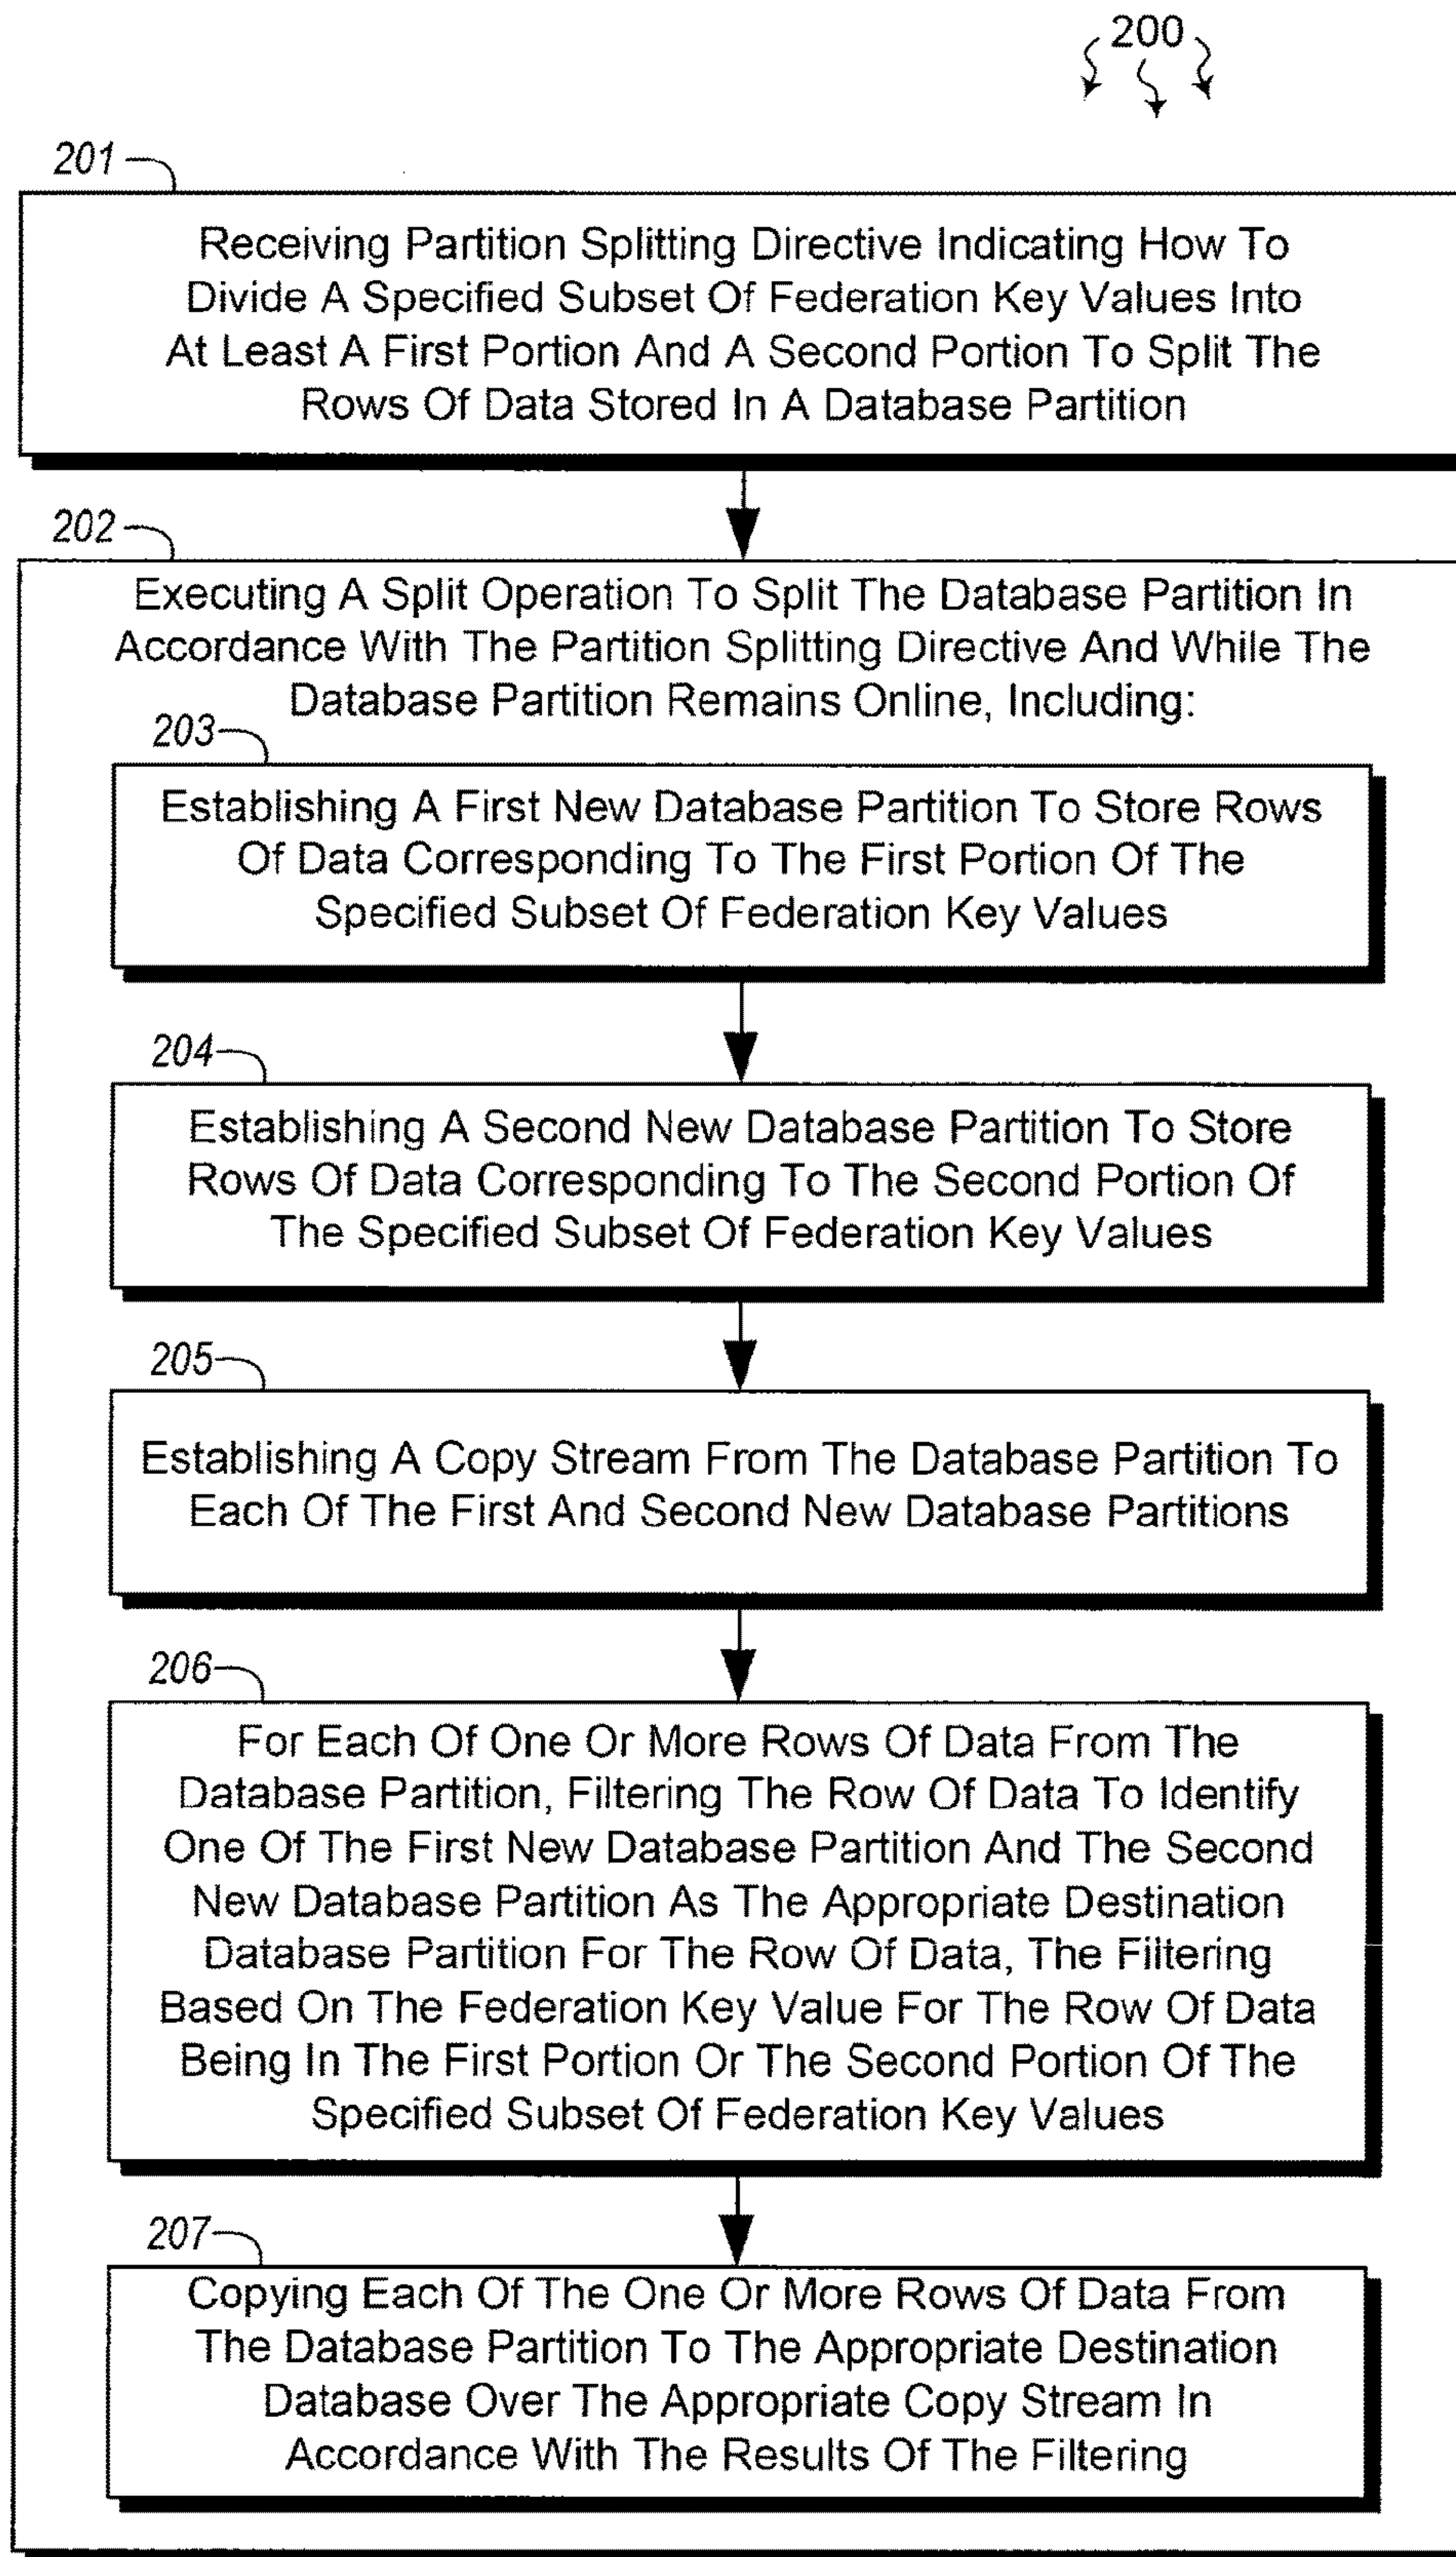 200
201
Receiving Partition Splitting Directive Indicating How To
Divide A Specified Subset Of Federation Key Values Into
At Least A First Portion And A Second Portion To Split The
Rows Of Data Stored In A Database Partition
202
Executing A Split Operation To Split The Database Partition In
Accordance With The Partition Splitting Directive And While The
Database Partition Remains Online, Including:
203
Establishing A First New Database Partition To Store Rows
Of Data Corresponding To The First Portion Of The
Specified Subset Of Federation Key Values
204
Establishing A Second New Database Partition To Store
Rows Of Data Corresponding To The Second Portion Of
The Specified Subset Of Federation Key Values
205
Establishing A Copy Stream From The Database Partition To
Each Of The First And Second New Database Partitions
206
For Each Of One Or More Rows Of Data From The
Database Partition, Filtering The Row Of Data To Identify
One Of The First New Database Partition And The Second
New Database Partition As The Appropriate Destination
Database Partition For The Row Of Data, The Filtering
Based On The Federation Key Value For The Row Of Data
Being In The First Portion Or The Second Portion Of The
Specified Subset Of Federation Key Values
207
Copying Each Of The One Or More Rows Of Data From
The Database Partition To The Appropriate Destination
Database Over The Appropriate Copy Stream In
Accordance With The Results Of The Filtering